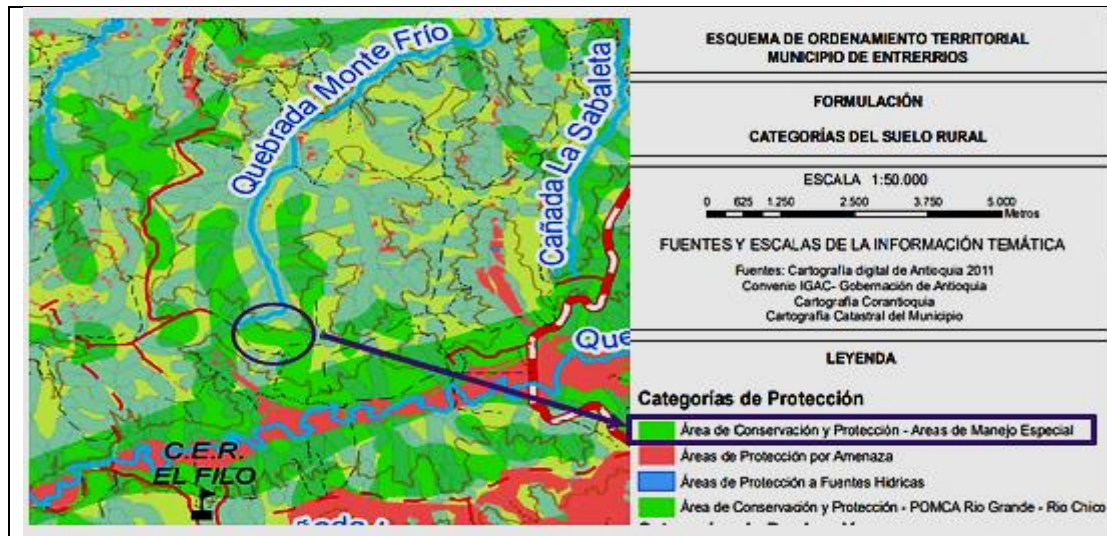 Quebrada Monte Frío
Cañada La Sabaleta
Que
C.E.R.
EL FILO
ñada
ESQUEMA DE ORDENAMIENTO TERRITORIAL
MUNICIPIO DE ENTRERRIOS
FORMULACIÓN
CATEGORÍAS DEL SUELO RURAL
ESCALA 1:50.000
0 625 1.250 2.500 3.750 5.000
Metros
FUENTES Y ESCALAS DE LA INFORMACIÓN TEMÁTICA
Fuentes: Cartografía digital de Antioquia 2011
Convenio IGAC- Gobernación de Antioquia
Cartografía Corantioquia
Cartografía Catastral del Municipio
LEYENDA
Categorías de Protección
Área de Conservación y Protección - Areas de Manejo Especial
Áreas de Protección por Amenaza
Áreas de Protección a Fuentes Hídricas
Área de Conservación y Protección - POMCA Rio Grande - Rio Chico